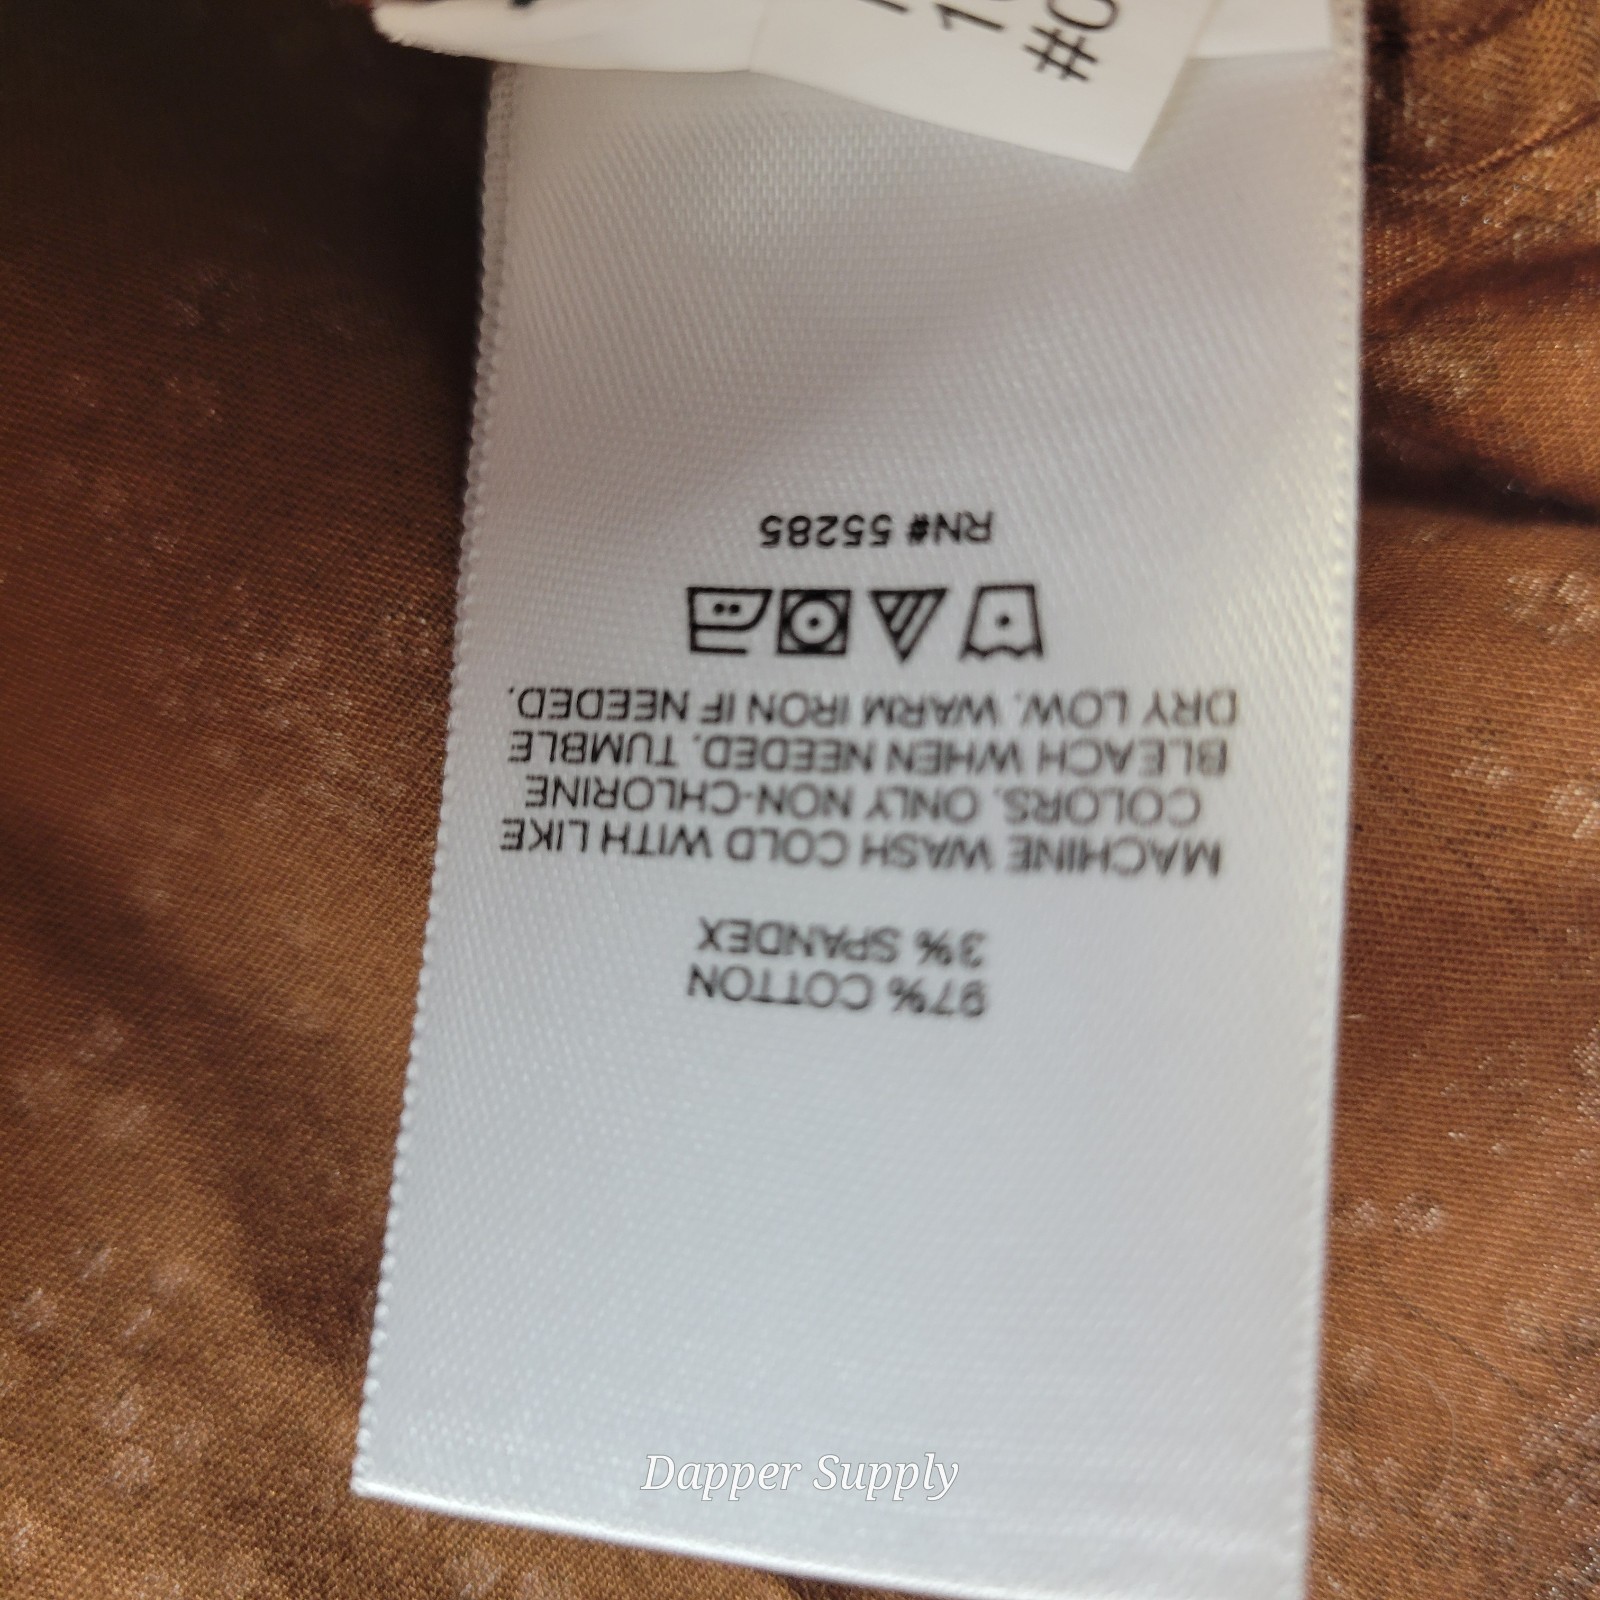 97% COTTON
3% SPANDEX
MACHINE WASH COLD WITH LIKE
COLORS. ONLY NON-CHLORINE
BLEACH WHEN NEEDED. TUMBLE
DRY LOW. WARM IRON IF NEEDED.
RN# 55285
Dapper Supply